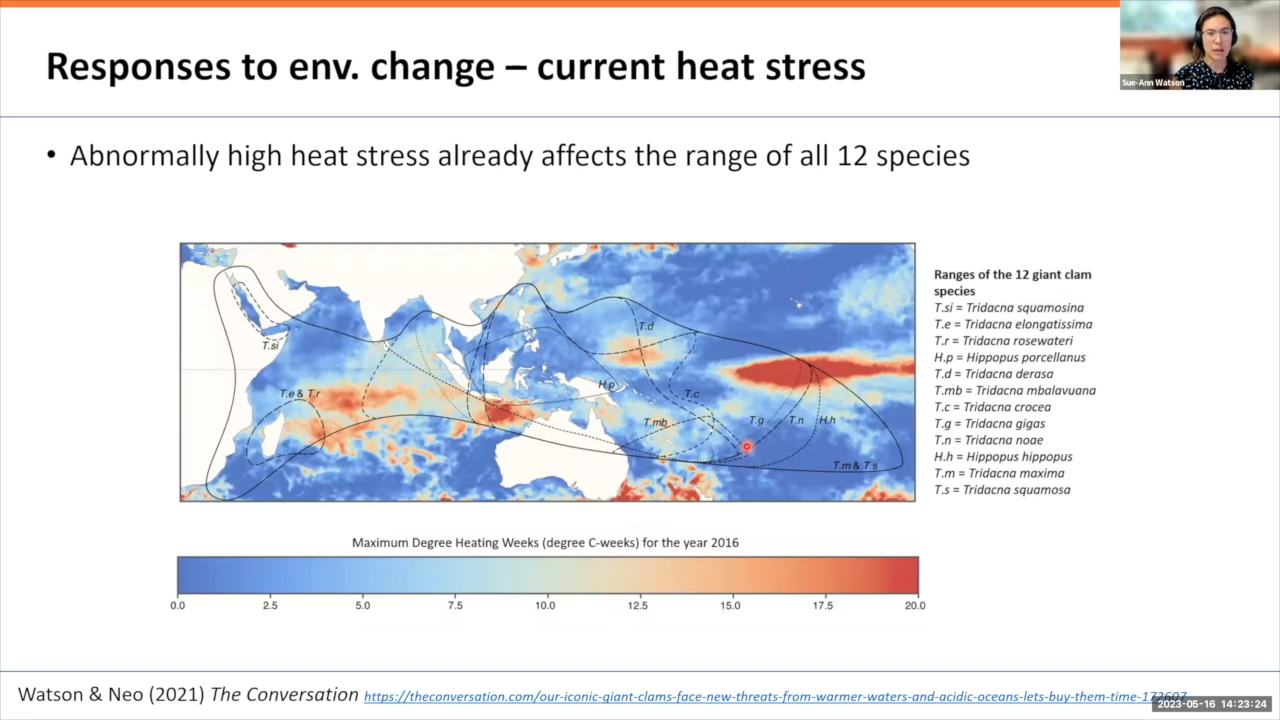 Responses to env. change – current heat stress
Sue-Ann Watson
• Abnormally high heat stress already affects the range of all 12 species
T.si
T.e & T.r
T.d
H.p
T.c
T.mb
T.g
T.n
H.h
T.m & T.s
Ranges of the 12 giant clam
species
T.si = Tridacna squamosina
T.e = Tridacna elongatissima
T.r = Tridacna rosewateri
H.p = Hippopus porcellanus
T.d = Tridacna derasa
T.mb = Tridacna mbalavuana
T.c = Tridacna crocea
T.g = Tridacna gigas
T.n = Tridacna noae
H.h = Hippopus hippopus
T.m = Tridacna maxima
T.s = Tridacna squamosa
Maximum Degree Heating Weeks (degree C-weeks) for the year 2016
0.0 2.5 5.0 7.5 10.0 12.5 15.0 17.5 20.0
Watson & Neo (2021) The Conversation https://theconversation.com/our-iconic-giant-clams-face-new-threats-from-warmer-waters-and-acidic-oceans-lets-buy-them-time-172607
2023-05-16 14:23:24